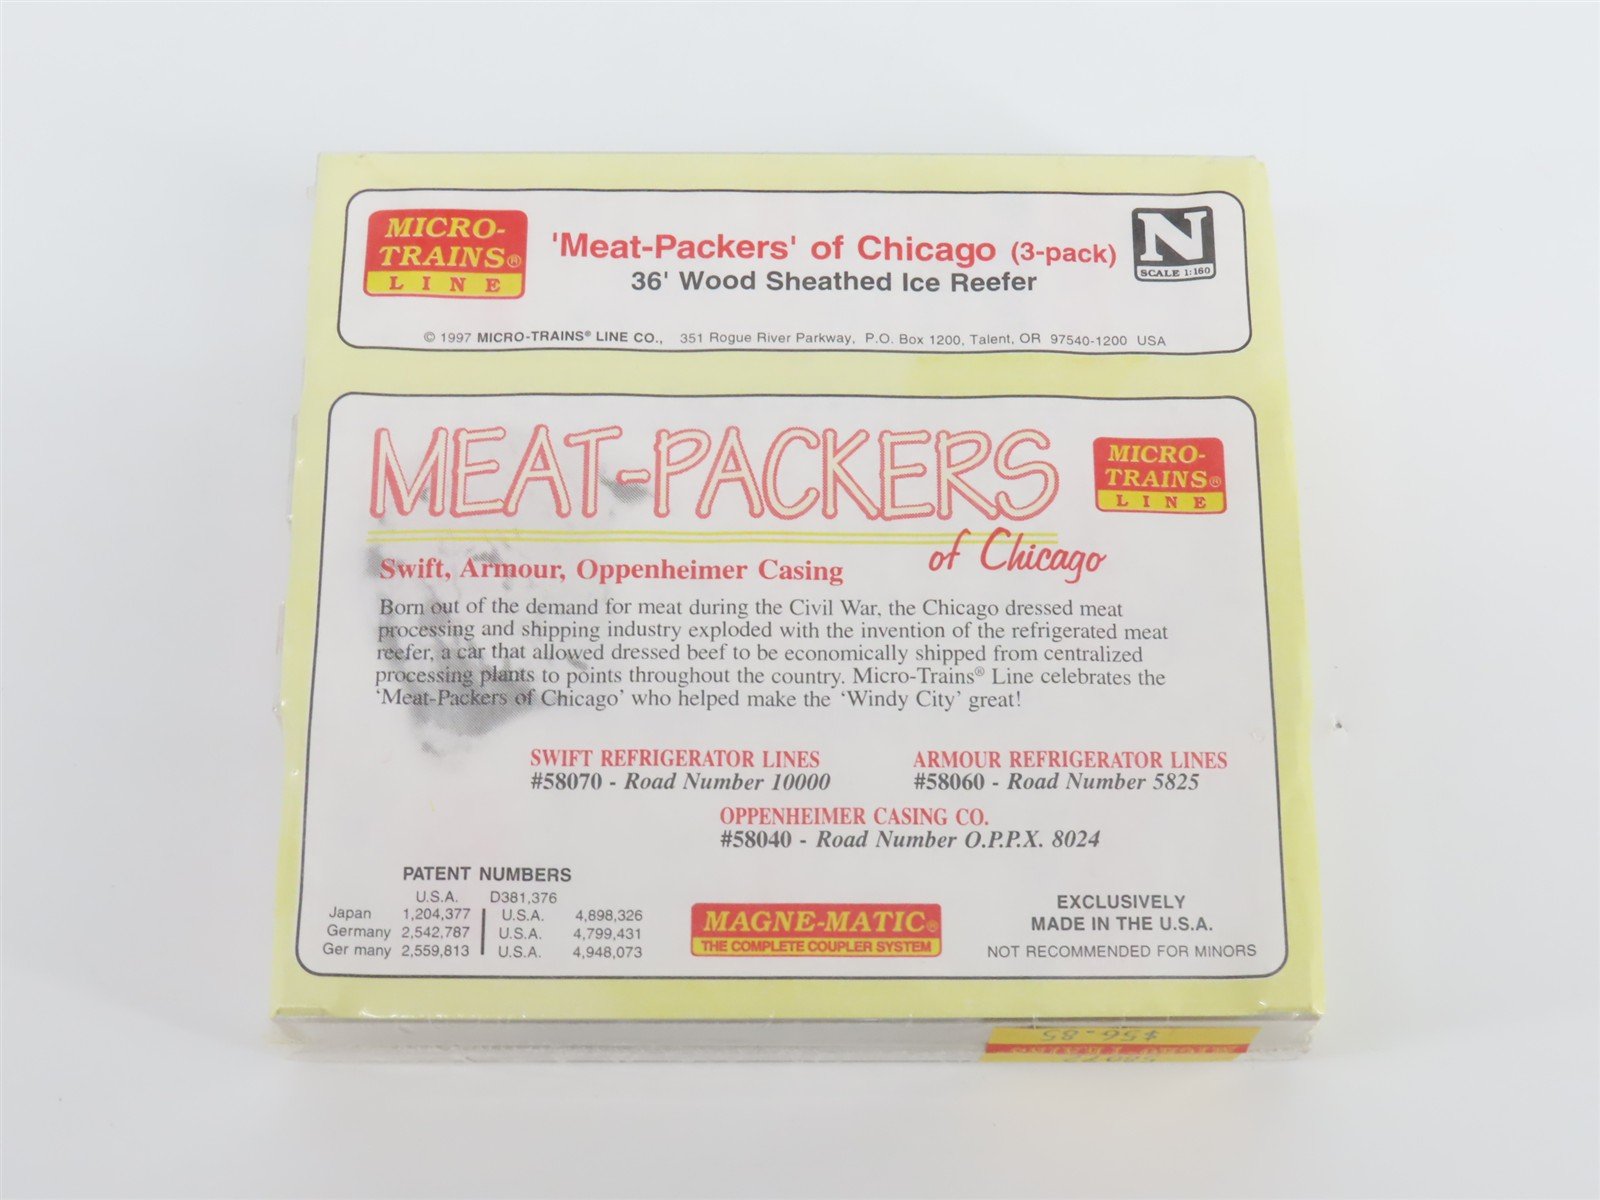 MICRO-
TRAINS®
LINE
'Meat-Packers' of Chicago (3-pack)
36' Wood Sheathed Ice Reefer
N
SCALE 1:160
© 1997 MICRO-TRAINS® LINE CO., 351 Rogue River Parkway, P.O. Box 1200, Talent, OR 97540-1200 USA
MEAT-PACKERS
of Chicago
MICRO-
TRAINS®
LINE
Swift, Armour, Oppenheimer Casing
Born out of the demand for meat during the Civil War, the Chicago dressed meat
processing and shipping industry exploded with the invention of the refrigerated meat
reefer, a car that allowed dressed beef to be economically shipped from centralized
processing plants to points throughout the country. Micro-Trains® Line celebrates the
'Meat-Packers of Chicago' who helped make the 'Windy City' great!
SWIFT REFRIGERATOR LINES
#58070 - Road Number 10000
ARMOUR REFRIGERATOR LINES
#58060 - Road Number 5825
OPPENHEIMER CASING CO.
#58040 - Road Number O.P.P.X. 8024
PATENT NUMBERS
U.S.A. D381,376
Japan 1,204,377 U.S.A. 4,898,326
Germany 2,542,787 U.S.A. 4,799,431
Ger many 2,559,813 U.S.A. 4,948,073
MAGNE-MATIC®
THE COMPLETE COUPLER SYSTEM
EXCLUSIVELY
MADE IN THE U.S.A.
NOT RECOMMENDED FOR MINORS
$56.85